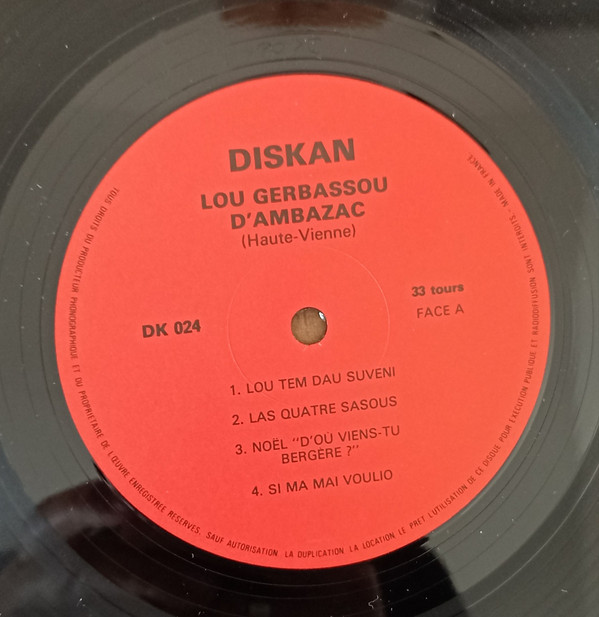 DISKAN
LOU GERBASSOU
D'AMBAZAC
(Haute-Vienne)
33 tours
DK 024
FACE A
1. LOU TEM DAU SUVENI
2. LAS QUATRE SASOUS
3. NOËL "D'OÙ VIENS-TU
BERGÈRE ?"
4. SI MA MAI VOULIO
TOUS DROITS DU PRODUCTEUR PHONOGRAPHIQUE ET DU PROPRIETAIRE DE L'ŒUVRE ENREGISTREE RESERVES. SAUF AUTORISATION LA DUPLICATION, LA LOCATION, LE PRET L'UTILISATION DE CE DISQUE POUR EXECUTION PUBLIQUE ET RADIODIFFUSION SONT INTERDITS. - MADE IN FRANCE.